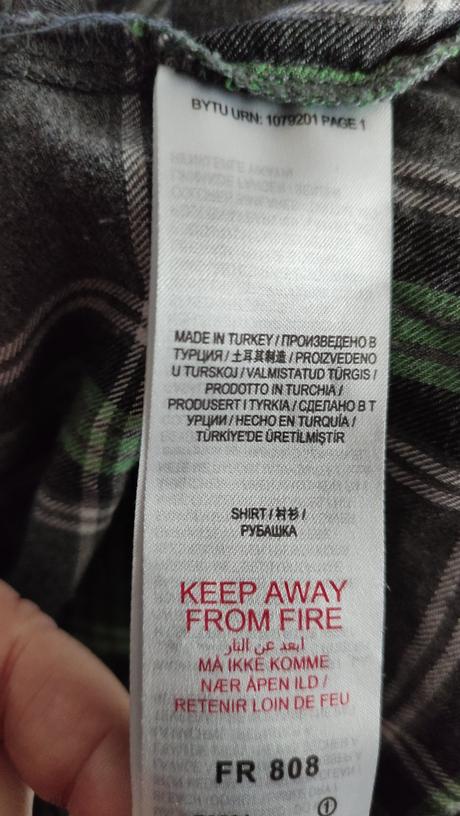 BYTU URN: 1079201 PAGE 1
MADE IN TURKEY / ПРОИЗВЕДЕНО В
ТУРЦИЯ / 土耳其制造 / PROIZVEDENO
U TURSKOJ / VALMISTATUD TÜRGIS /
PRODOTTO IN TURCHIA /
PRODUSERT I TYRKIA / СДЕЛАНО В Т
УРЦИИ / HECHO EN TURQUÍA /
TÜRKİYE'DE ÜRETİLMİŞTİR
SHIRT / 衬衫 /
РУБАШКА
KEEP AWAY
FROM FIRE
ابعد عن النار
MÅ IKKE KOMME
NÆR ÅPEN ILD /
RETENIR LOIN DE FEU
FR 808
①